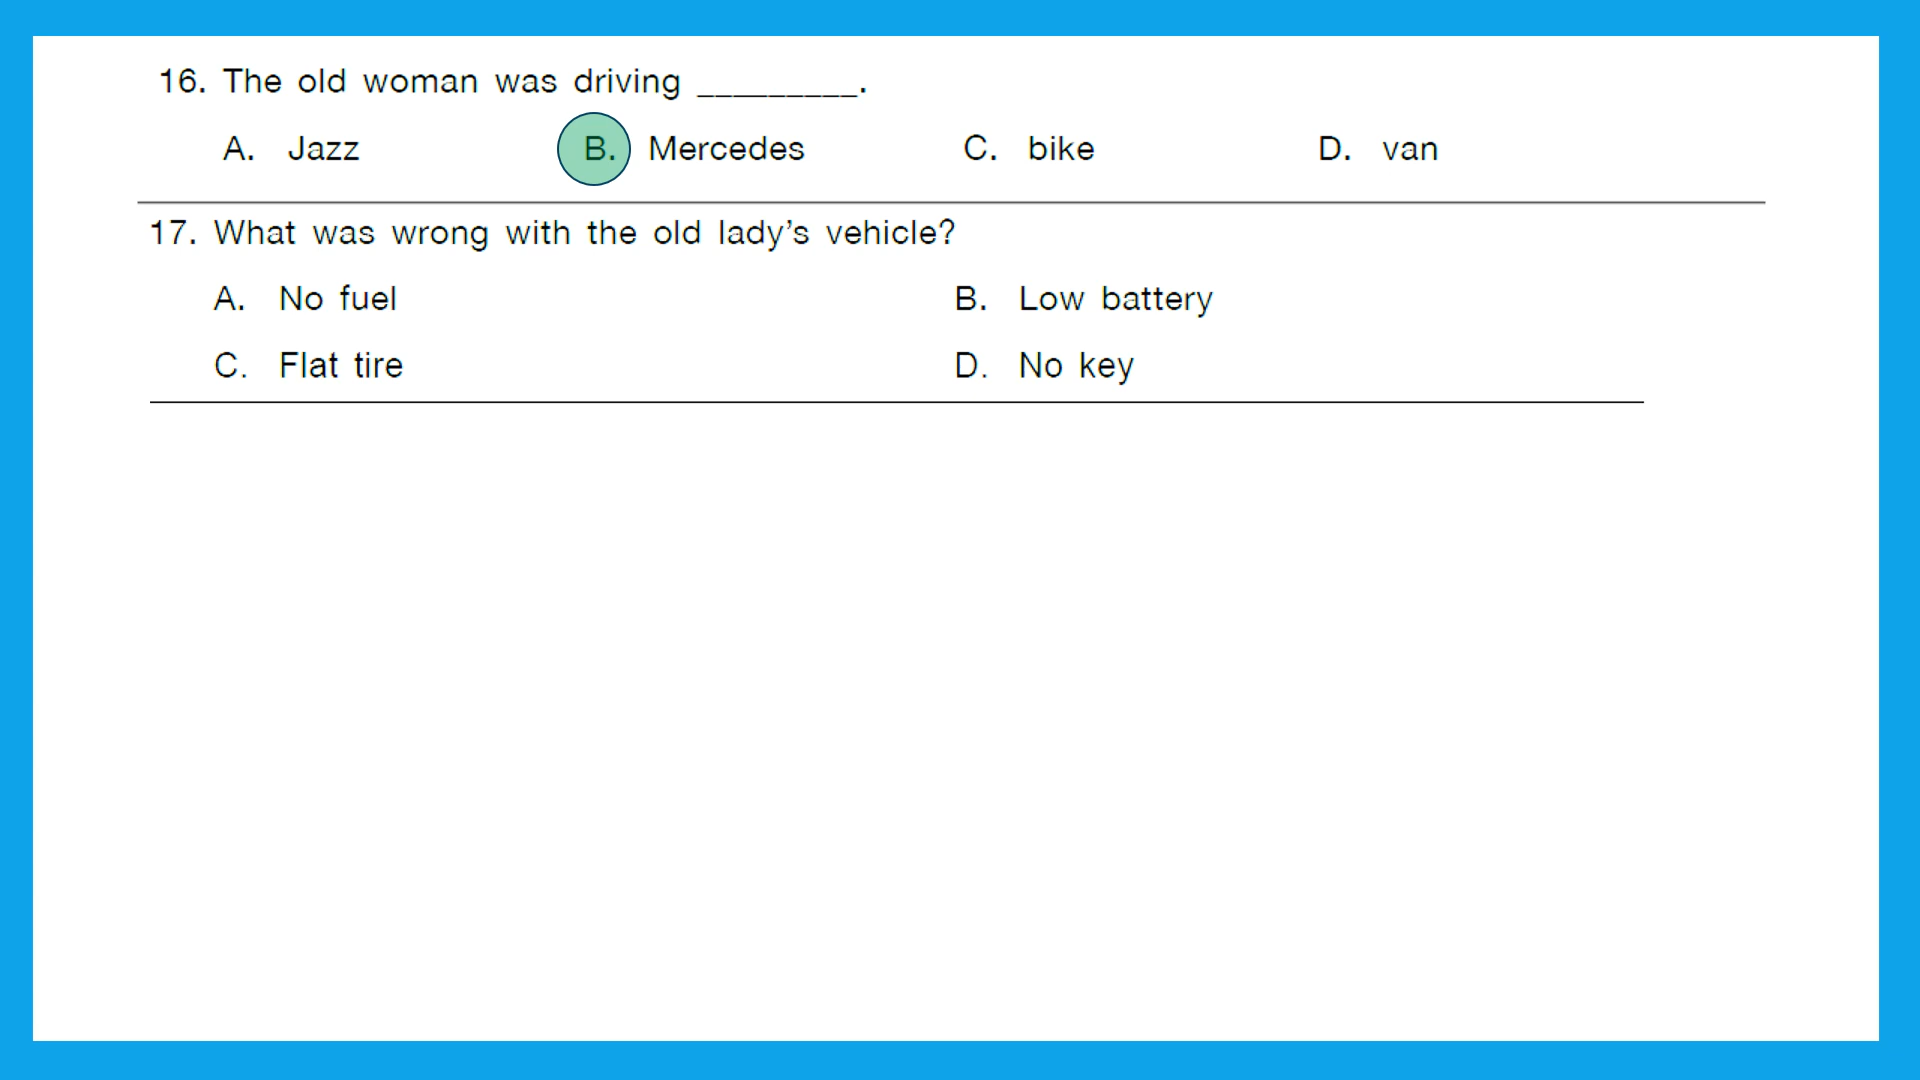 16. The old woman was driving _________.
A. Jazz B. Mercedes C. bike D. van
17. What was wrong with the old lady’s vehicle?
A. No fuel B. Low battery
C. Flat tire D. No key